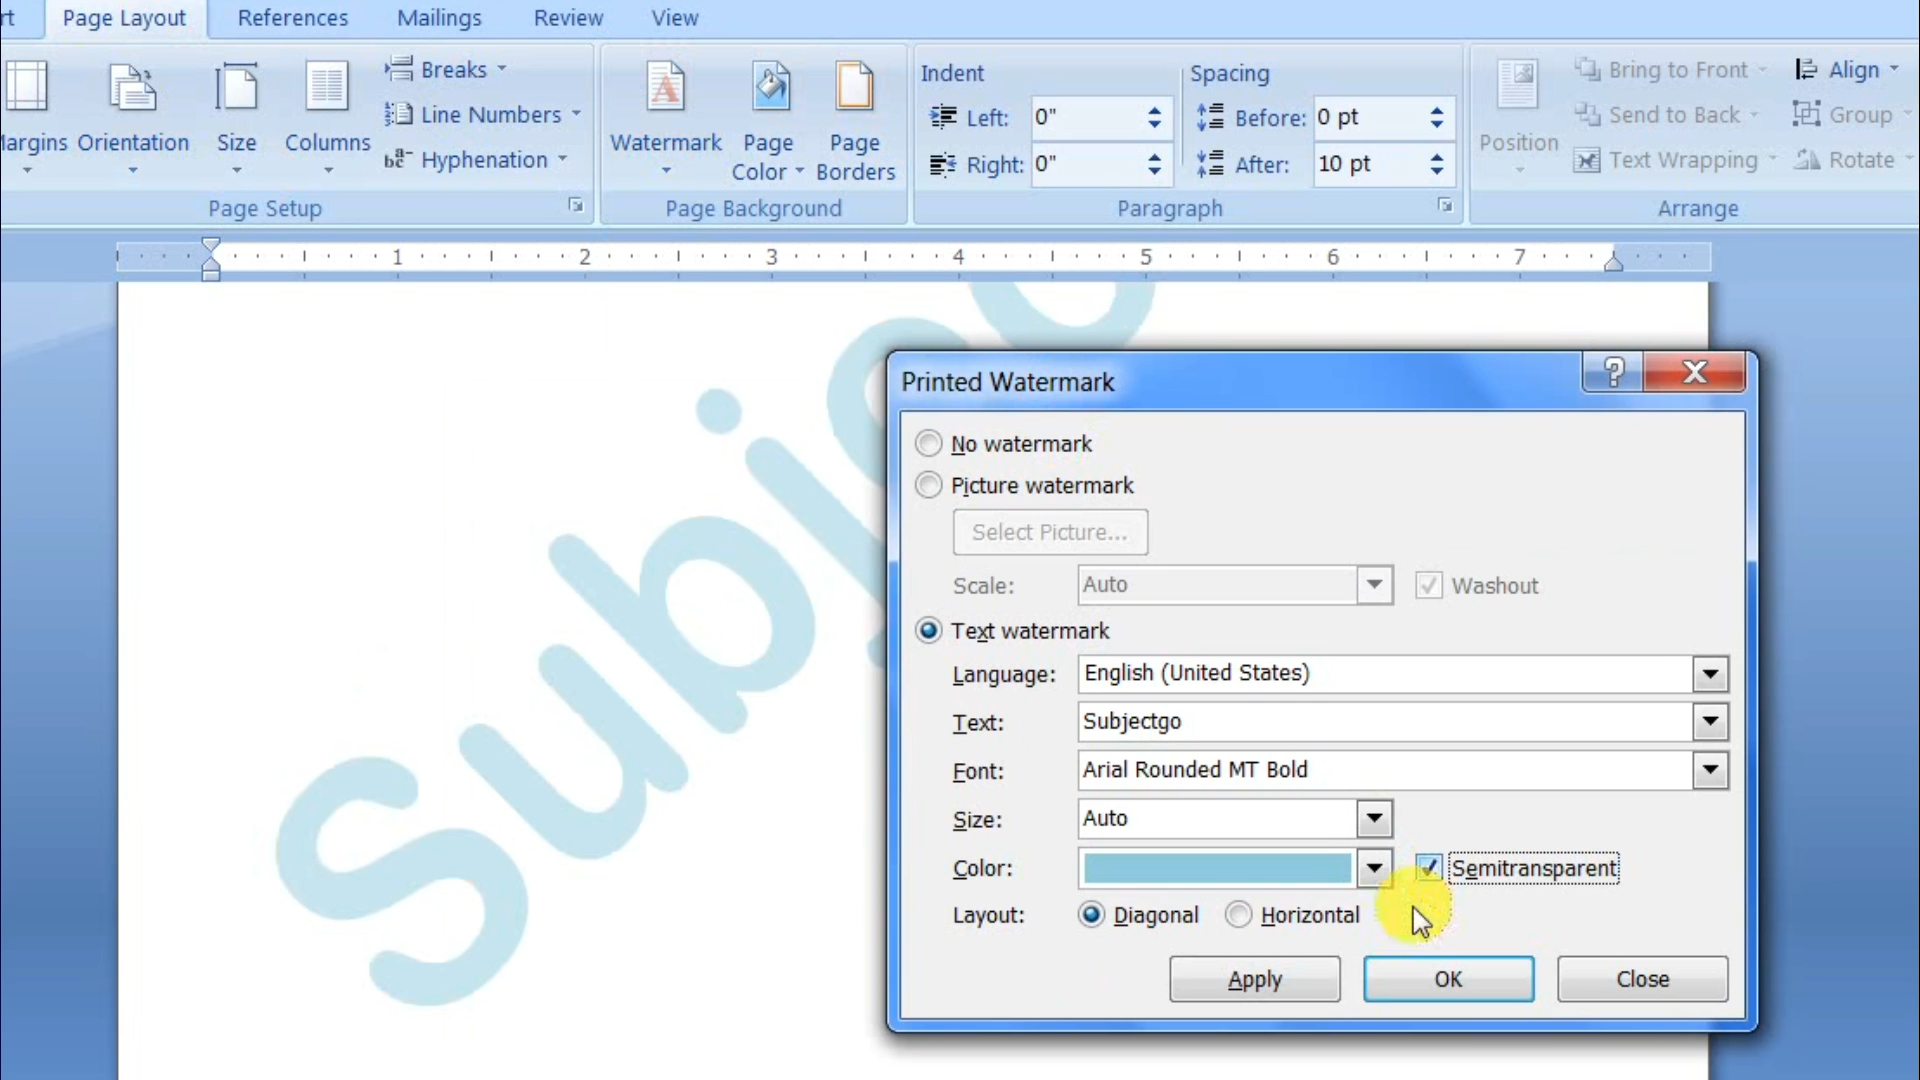 rt Page Layout References Mailings Review View
Margins Orientation Size Columns Breaks Line Numbers Hyphenation
Page Setup
Watermark Page Color Page Borders
Page Background
Indent
Left: 0"
Right: 0"
Spacing
Before: 0 pt
After: 10 pt
Paragraph
Position Bring to Front Send to Back Text Wrapping Align Group Rotate
Arrange
1 2 3 4 5 6 7
Subj
Printed Watermark
No watermark
Picture watermark
Select Picture...
Scale: Auto Washout
Text watermark
Language: English (United States)
Text: Subjectgo
Font: Arial Rounded MT Bold
Size: Auto
Color: Semitransparent
Layout: Diagonal Horizontal
Apply OK Close